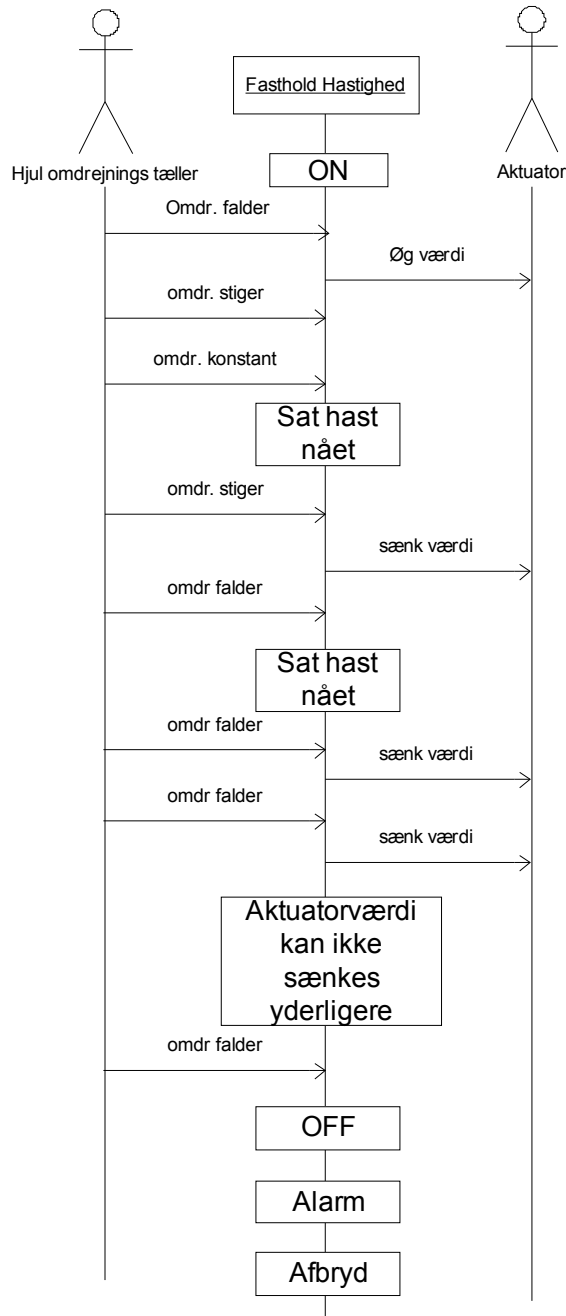 Fasthold Hastighed
Hjul omdrejnings tæller
Aktuator
ON
Omdr. falder
Øg værdi
omdr. stiger
omdr. konstant
Sat hast
nået
omdr. stiger
sænk værdi
omdr falder
Sat hast
nået
omdr falder
sænk værdi
omdr falder
sænk værdi
Aktuatorværdi
kan ikke
sænkes
yderligere
omdr falder
OFF
Alarm
Afbryd